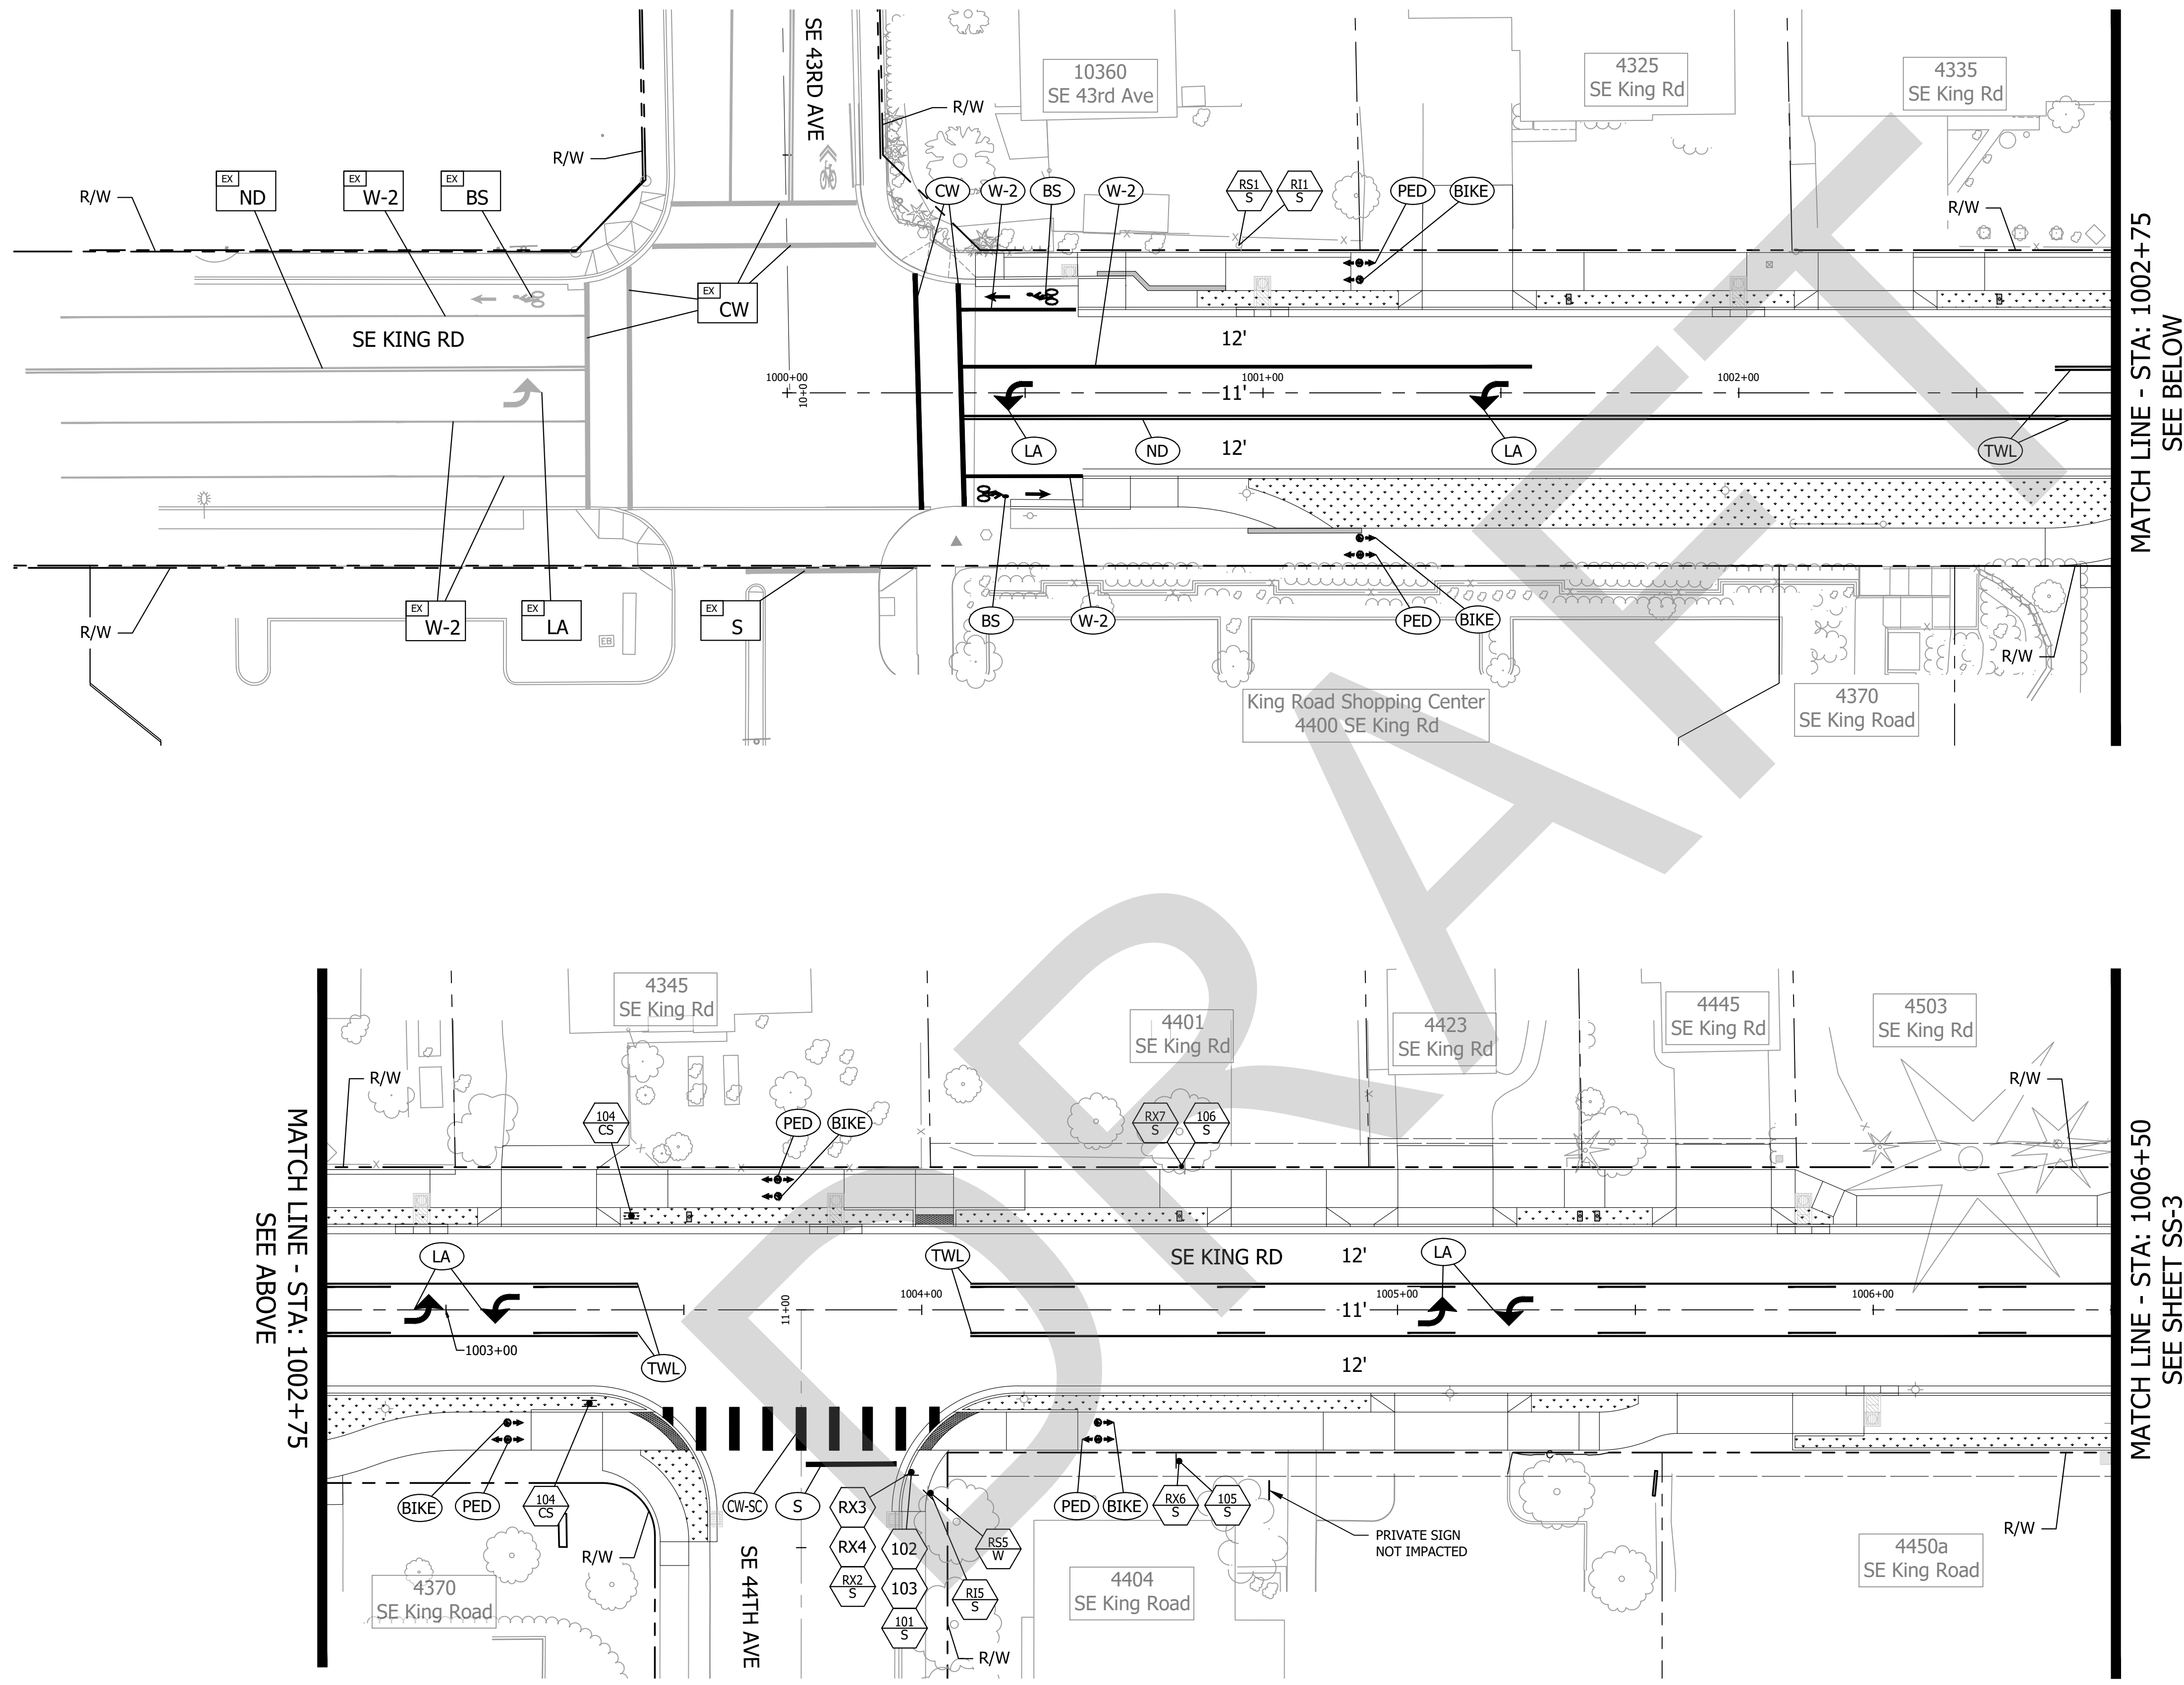 SE 43RD AVE
10360
SE 43rd Ave
4325
SE King Rd
4335
SE King Rd
R/W
R/W
R/W
R/W
EX
ND
EX
W-2
EX
BS
CW
W-2
BS
W-2
RS1
S
RI1
S
PED
BIKE
EX
CW
SE KING RD
12'
1000+00
10+00
11'
1001+00
1002+00
LA
ND
12'
LA
TWL
MATCH LINE - STA: 1002+75
SEE BELOW
R/W
EX
W-2
EX
LA
EX
S
EB
BS
W-2
PED
BIKE
R/W
King Road Shopping Center
4400 SE King Rd
4370
SE King Road
DRAFT
MATCH LINE - STA: 1002+75
SEE ABOVE
4345
SE King Rd
4401
SE King Rd
4423
SE King Rd
4445
SE King Rd
4503
SE King Rd
R/W
R/W
104
CS
PED
BIKE
RX7
S
106
S
LA
TWL
SE KING RD
12'
LA
1004+00
11+00
11'
1005+00
1006+00
1003+00
TWL
12'
BIKE
PED
104
CS
CW-SC
S
RX3
RX4
RX2
S
102
103
101
S
RS5
W
RI5
S
PED
BIKE
RX6
S
105
S
PRIVATE SIGN
NOT IMPACTED
R/W
R/W
R/W
SE 44TH AVE
4370
SE King Road
4404
SE King Road
4450a
SE King Road
MATCH LINE - STA: 1006+50
SEE SHEET SS-3